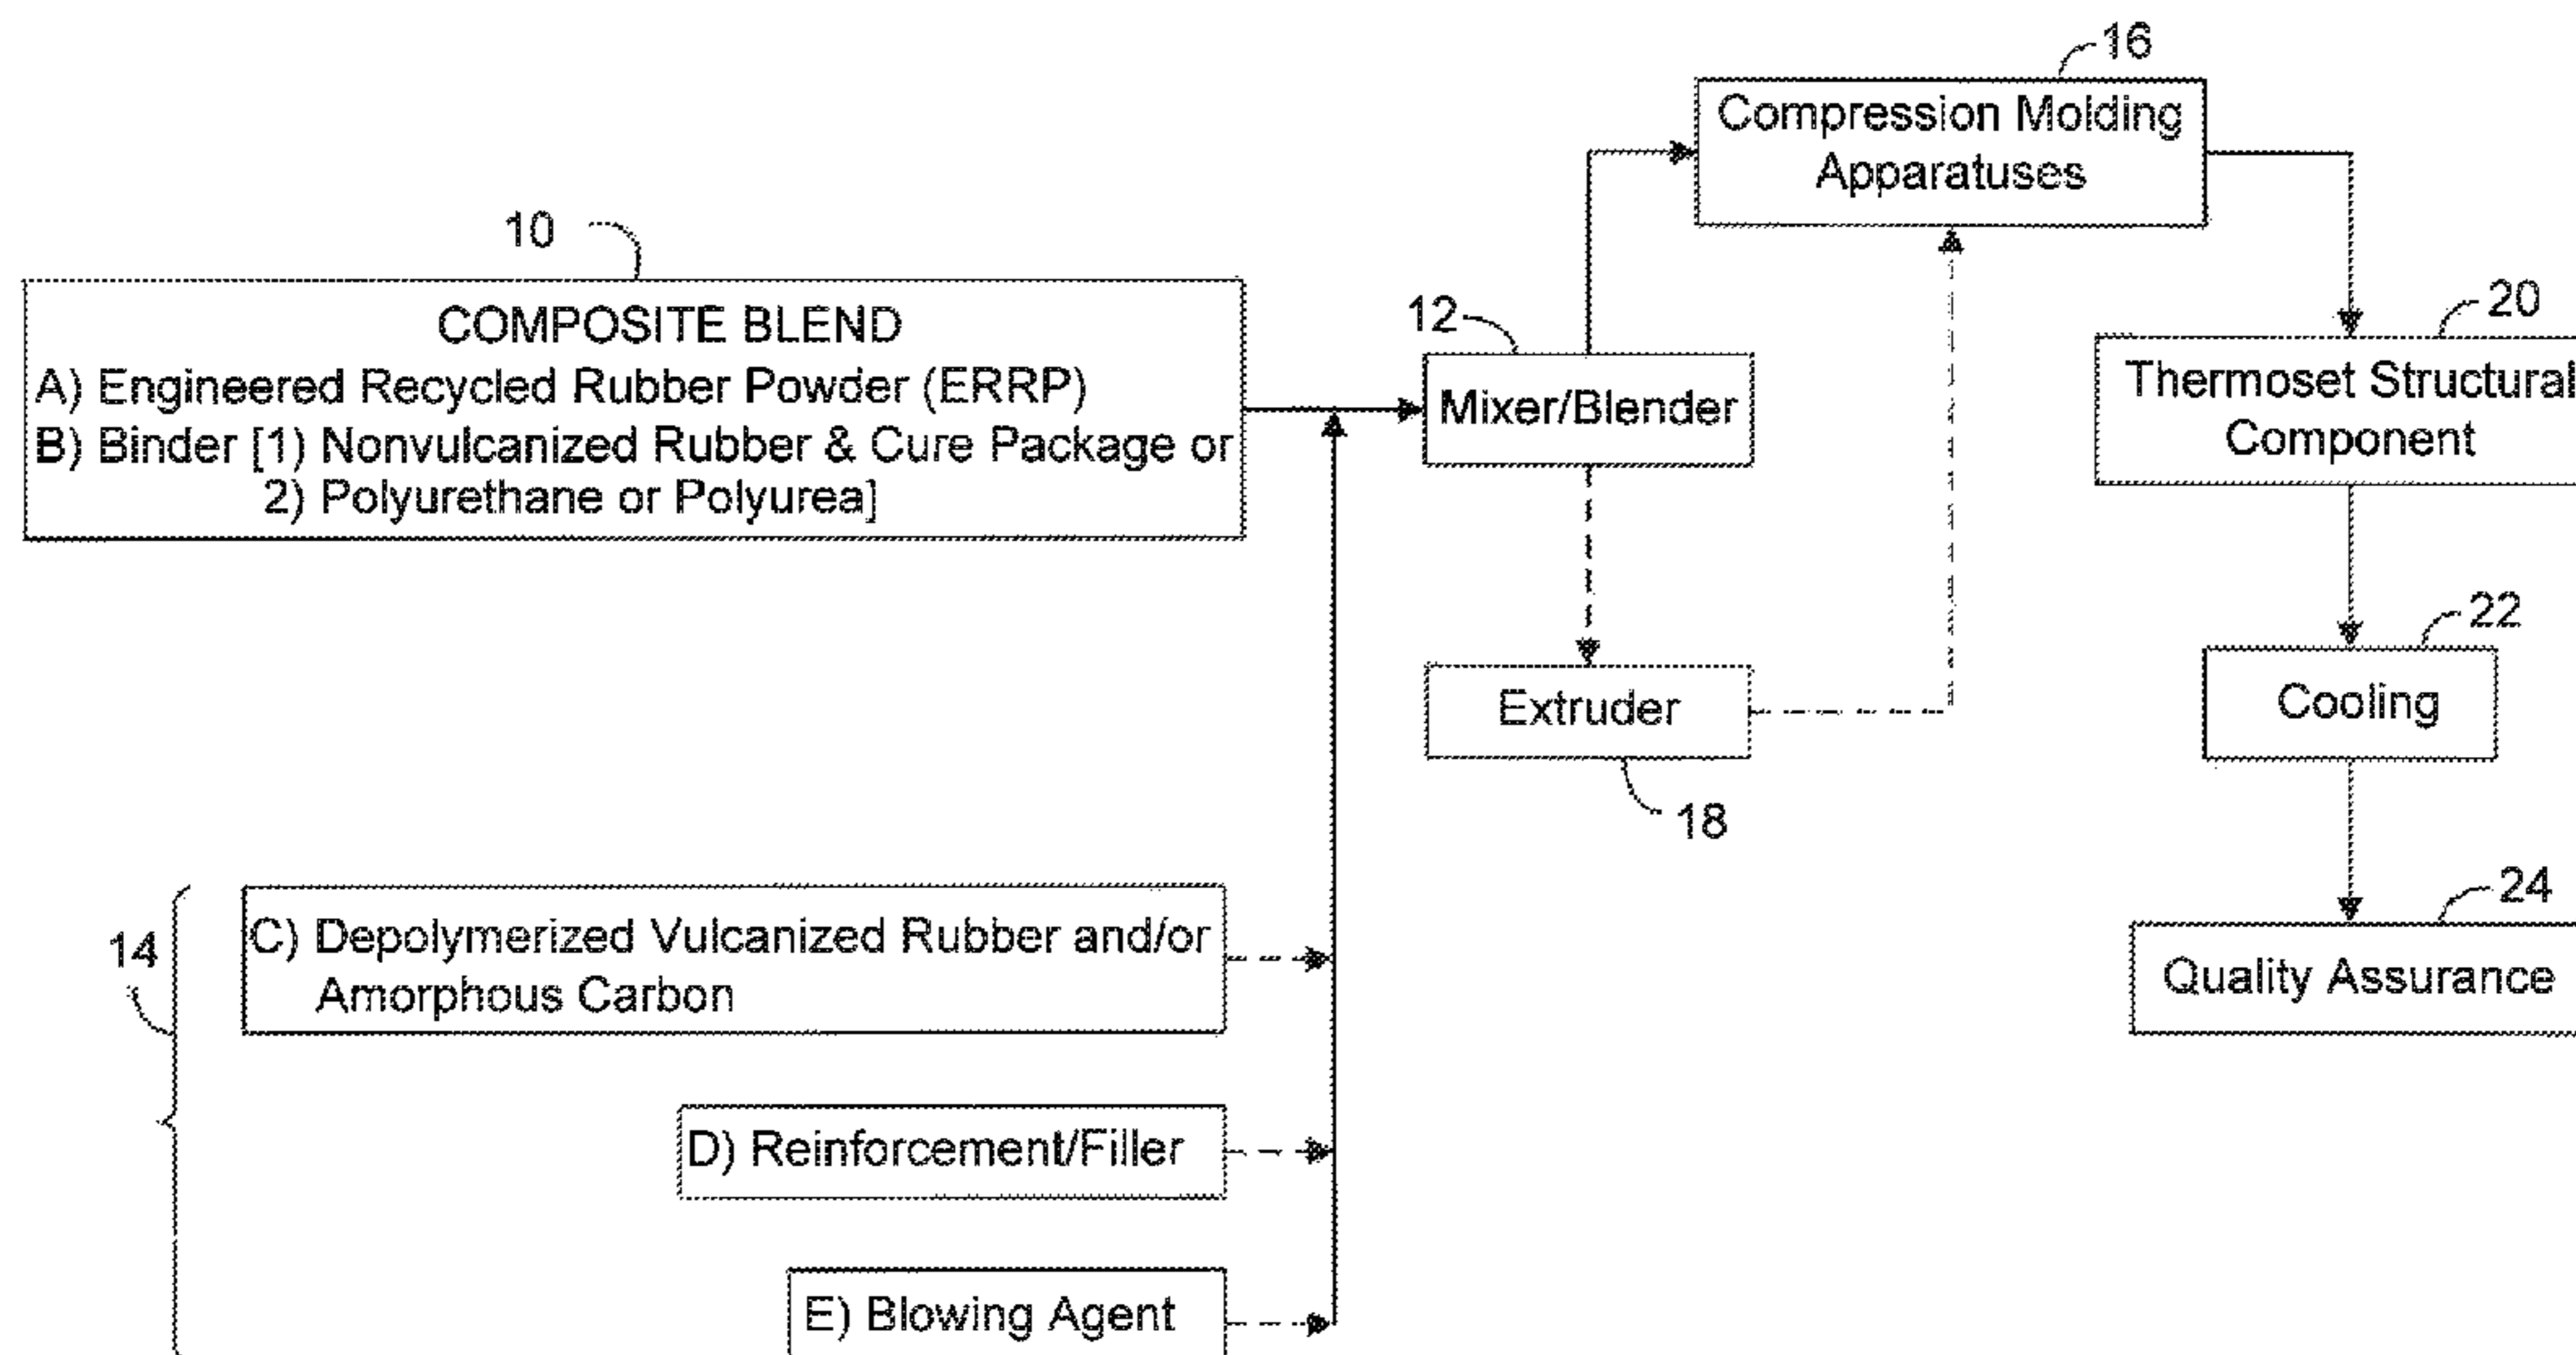 16
Compression Molding
Apparatuses
10
COMPOSITE BLEND
A) Engineered Recycled Rubber Powder (ERRP)
B) Binder [1) Nonvulcanized Rubber & Cure Package or
2) Polyurethane or Polyurea]
12
Mixer/Blender
20
Thermoset Structural
Component
22
Cooling
Extruder
18
24
Quality Assurance
14
C) Depolymerized Vulcanized Rubber and/or
Amorphous Carbon
D) Reinforcement/Filler
E) Blowing Agent